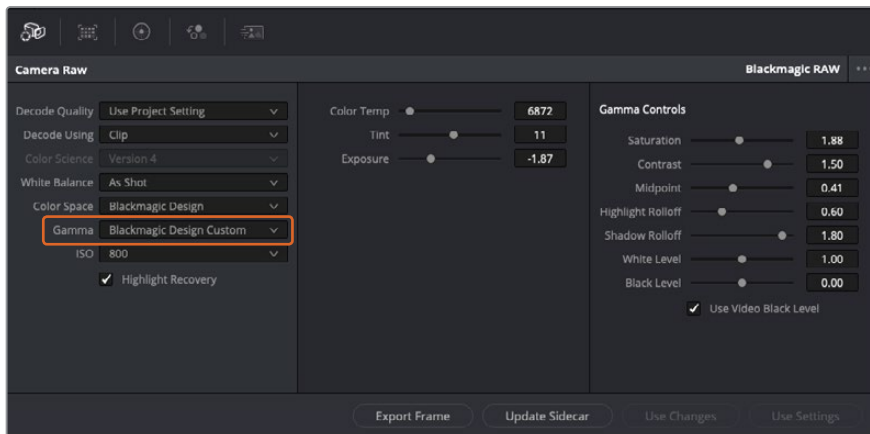 Camera Raw
Blackmagic RAW
Decode Quality Use Project Setting
Decode Using Clip
Color Science Version 4
White Balance As Shot
Color Space Blackmagic Design
Gamma Blackmagic Design Custom
ISO 800
Highlight Recovery
Color Temp 6872
Tint 11
Exposure -1.87
Gamma Controls
Saturation 1.88
Contrast 1.50
Midpoint 0.41
Highlight Rolloff 0.60
Shadow Rolloff 1.80
White Level 1.00
Black Level 0.00
Use Video Black Level
Export Frame Update Sidecar Use Changes Use Settings